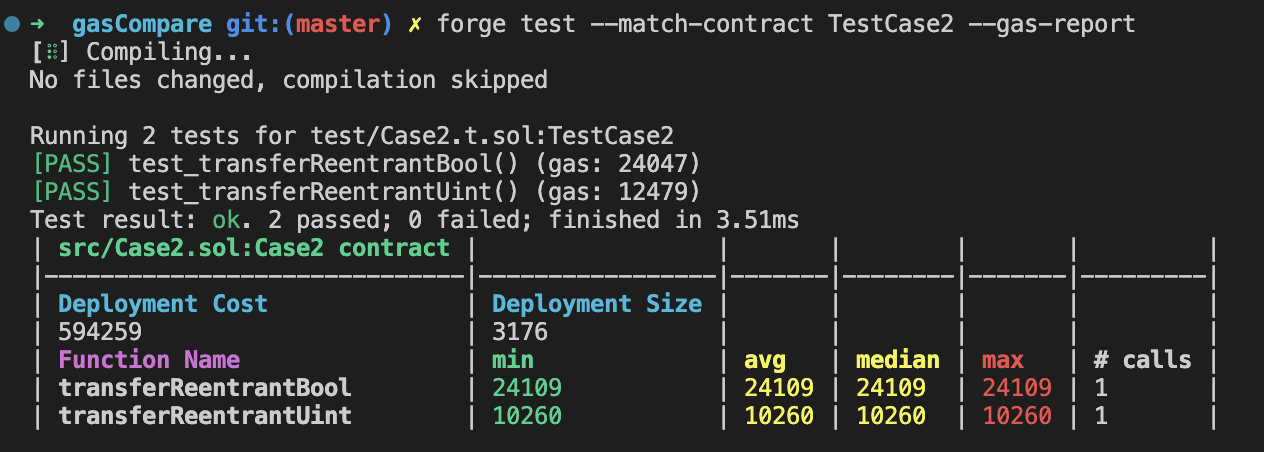 ➜ gasCompare git:(master) ✗ forge test --match-contract TestCase2 --gas-report
[⠿] Compiling...
No files changed, compilation skipped
Running 2 tests for test/Case2.t.sol:TestCase2
[PASS] test_transferReentrantBool() (gas: 24047)
[PASS] test_transferReentrantUint() (gas: 12479)
Test result: ok. 2 passed; 0 failed; finished in 3.51ms
| src/Case2.sol:Case2 contract | | | | | |
|------------------------------|-----------------|-------|--------|-------|---------|
| Deployment Cost | Deployment Size | | | | |
| 594259 | 3176 | | | | |
| Function Name | min | avg | median | max | # calls |
| transferReentrantBool | 24109 | 24109 | 24109 | 24109 | 1 |
| transferReentrantUint | 10260 | 10260 | 10260 | 10260 | 1 |